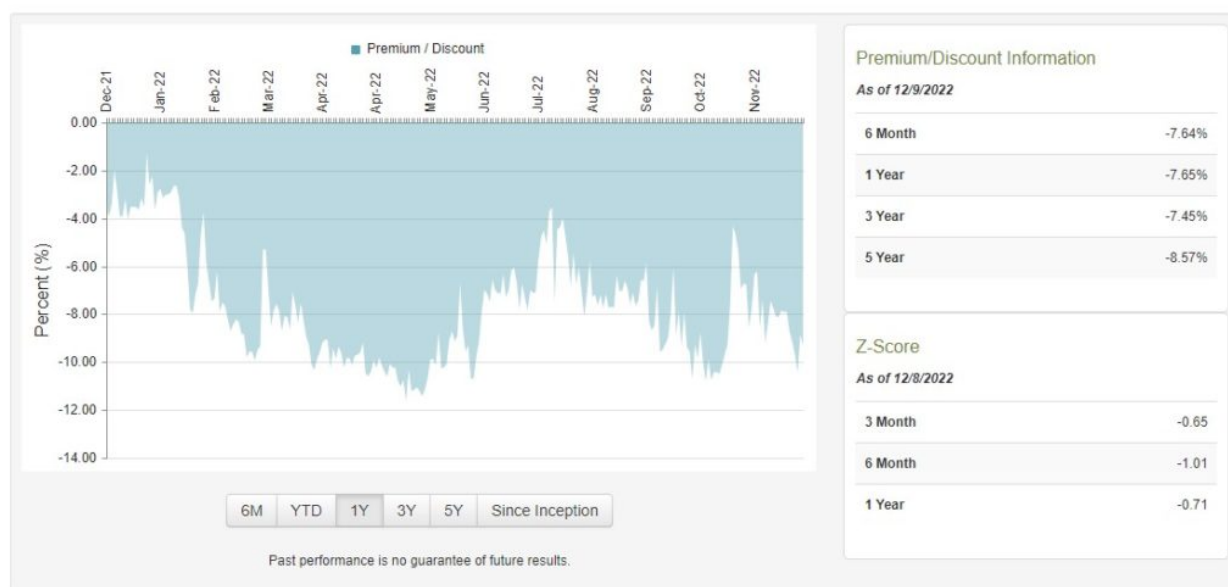 Premium / Discount
Dec-21
Jan-22
Feb-22
Mar-22
Apr-22
Apr-22
May-22
Jun-22
Jul-22
Aug-22
Sep-22
Oct-22
Nov-22
0.00
-2.00
-4.00
-6.00
-8.00
-10.00
-12.00
-14.00
Percent (%)
6M YTD 1Y 3Y 5Y Since Inception
Past performance is no guarantee of future results.
Premium/Discount Information
As of 12/9/2022
6 Month -7.64%
1 Year -7.65%
3 Year -7.45%
5 Year -8.57%
Z-Score
As of 12/8/2022
3 Month -0.65
6 Month -1.01
1 Year -0.71